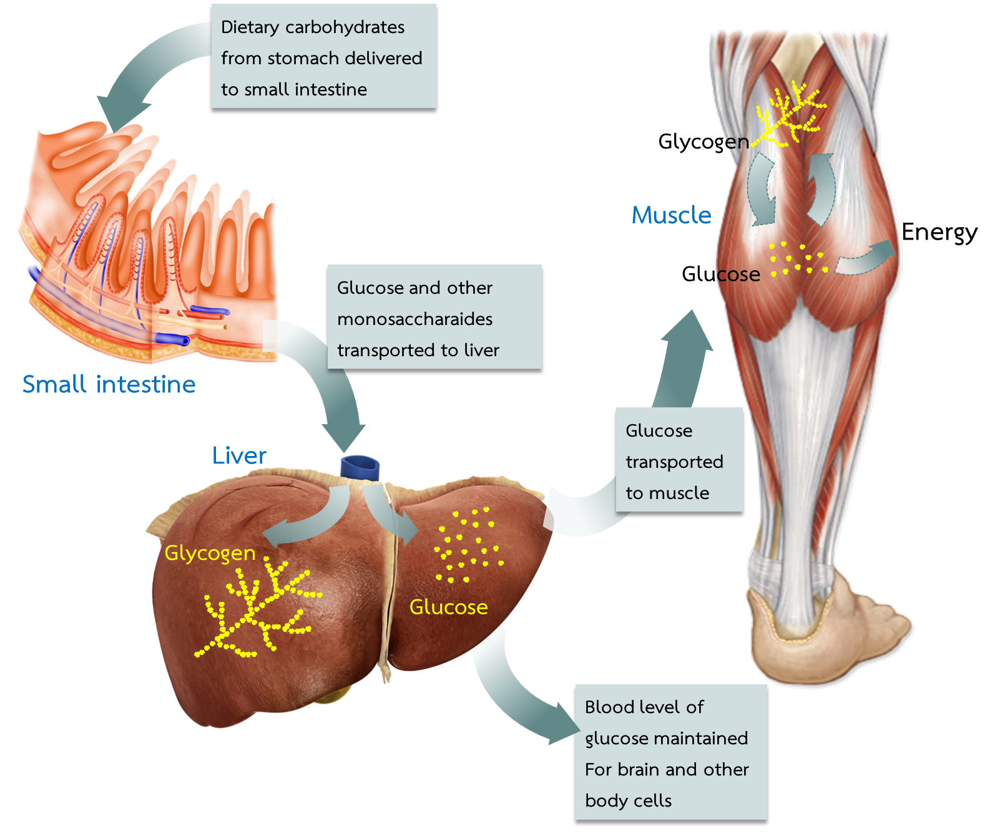 Dietary carbohydrates
from stomach delivered
to small intestine
Small intestine
Glucose and other
monosaccharaides
transported to liver
Liver
Glycogen
Glucose
Glucose
transported
to muscle
Glycogen
Muscle
Glucose
Energy
Blood level of
glucose maintained
For brain and other
body cells